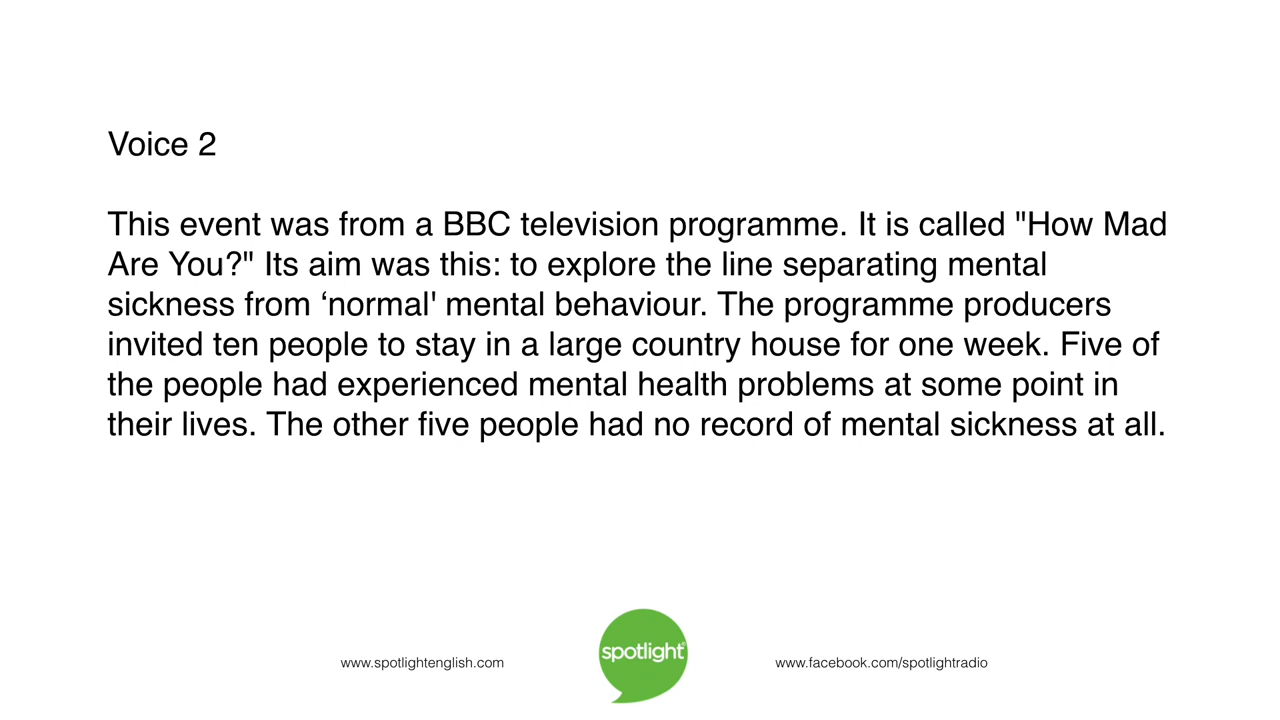 Voice 2
This event was from a BBC television programme. It is called "How Mad
Are You?" Its aim was this: to explore the line separating mental
sickness from ‘normal' mental behaviour. The programme producers
invited ten people to stay in a large country house for one week. Five of
the people had experienced mental health problems at some point in
their lives. The other five people had no record of mental sickness at all.
www.spotlightenglish.com
spotlight®
www.facebook.com/spotlightradio